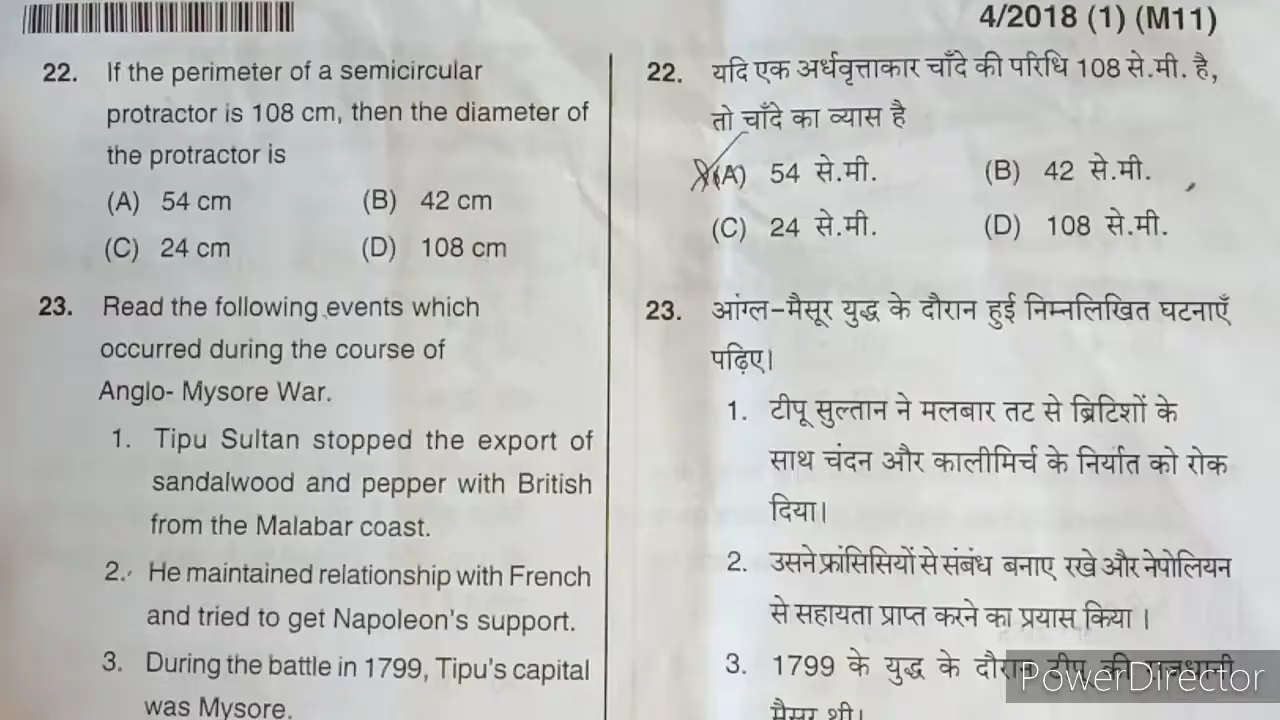 4/2018 (1) (M11)
22. If the perimeter of a semicircular
protractor is 108 cm, then the diameter of
the protractor is
(A) 54 cm (B) 42 cm
(C) 24 cm (D) 108 cm
23. Read the following events which
occurred during the course of
Anglo- Mysore War.
1. Tipu Sultan stopped the export of
sandalwood and pepper with British
from the Malabar coast.
2. He maintained relationship with French
and tried to get Napoleon's support.
3. During the battle in 1799, Tipu's capital
was Mysore.
22. यदि एक अर्धवृत्ताकार चाँदे की परिधि 108 से.मी. है,
तो चाँदे का व्यास है
(A) 54 से.मी. (B) 42 से.मी.
(C) 24 से.मी. (D) 108 से.मी.
23. आंग्ल-मैसूर युद्ध के दौरान हुई निम्नलिखित घटनाएँ
पढ़िए।
1. टीपू सुल्तान ने मलबार तट से ब्रिटिशों के
साथ चंदन और कालीमिर्च के निर्यात को रोक
दिया।
2. उसने फ्रांसिसियों से संबंध बनाए रखे और नेपोलियन
से सहायता प्राप्त करने का प्रयास किया ।
3. 1799 के युद्ध के दौरान टीपू की राजधानी
मैसूर थी।
PowerDirector